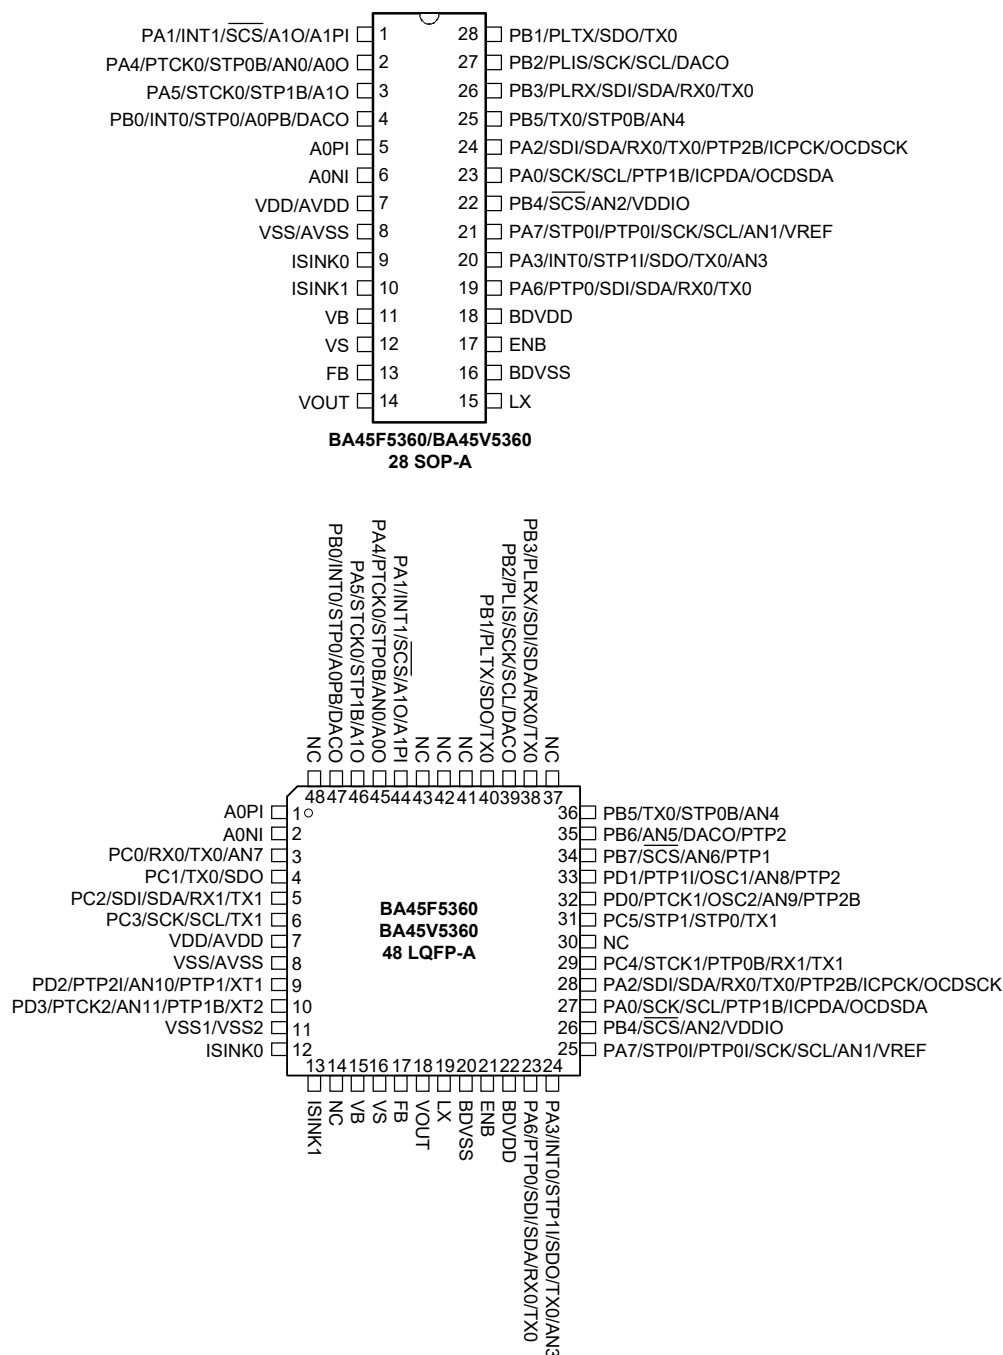 PA1/INT1/SCS/A1O/A1PI 1 28 PB1/PLTX/SDO/TX0
PA4/PTCK0/STP0B/AN0/A0O 2 27 PB2/PLIS/SCK/SCL/DACO
PA5/STCK0/STP1B/A1O 3 26 PB3/PLRX/SDI/SDA/RX0/TX0
PB0/INT0/STP0/A0PB/DACO 4 25 PB5/TX0/STP0B/AN4
A0PI 5 24 PA2/SDI/SDA/RX0/TX0/PTP2B/ICPCK/OCDSCK
A0NI 6 23 PA0/SCK/SCL/PTP1B/ICPDA/OCDSDA
VDD/AVDD 7 22 PB4/SCS/AN2/VDDIO
VSS/AVSS 8 21 PA7/STP0I/PTP0I/SCK/SCL/AN1/VREF
ISINK0 9 20 PA3/INT0/STP1I/SDO/TX0/AN3
ISINK1 10 19 PA6/PTP0/SDI/SDA/RX0/TX0
VB 11 18 BDVDD
VS 12 17 ENB
FB 13 16 BDVSS
VOUT 14 15 LX
BA45F5360/BA45V5360
28 SOP-A
NC
PB0/INT0/STP0/A0PB/DACO
PA5/STCK0/STP1B/A1O
PA4/PTCK0/STP0B/AN0/A0O
PA1/INT1/SCS/A1O/A1PI
NC
NC
NC
PB1/PLTX/SDO/TX0
PB2/PLIS/SCK/SCL/DACO
PB3/PLRX/SDI/SDA/RX0/TX0
NC
48 47 46 45 44 43 42 41 40 39 38 37
A0PI 1 36 PB5/TX0/STP0B/AN4
A0NI 2 35 PB6/AN5/DACO/PTP2
PC0/RX0/TX0/AN7 3 34 PB7/SCS/AN6/PTP1
PC1/TX0/SDO 4 33 PD1/PTP1I/OSC1/AN8/PTP2
PC2/SDI/SDA/RX1/TX1 5 32 PD0/PTCK1/OSC2/AN9/PTP2B
PC3/SCK/SCL/TX1 6 31 PC5/STP1/STP0/TX1
VDD/AVDD 7 30 NC
VSS/AVSS 8 29 PC4/STCK1/PTP0B/RX1/TX1
PD2/PTP2I/AN10/PTP1/XT1 9 28 PA2/SDI/SDA/RX0/TX0/PTP2B/ICPCK/OCDSCK
PD3/PTCK2/AN11/PTP1B/XT2 10 27 PA0/SCK/SCL/PTP1B/ICPDA/OCDSDA
VSS1/VSS2 11 26 PB4/SCS/AN2/VDDIO
ISINK0 12 25 PA7/STP0I/PTP0I/SCK/SCL/AN1/VREF
BA45F5360
BA45V5360
48 LQFP-A
13 14 15 16 17 18 19 20 21 22 23 24
ISINK1
NC
VB
VS
FB
VOUT
LX
BDVSS
ENB
BDVDD
PA6/PTP0/SDI/SDA/RX0/TX0
PA3/INT0/STP1I/SDO/TX0/AN3